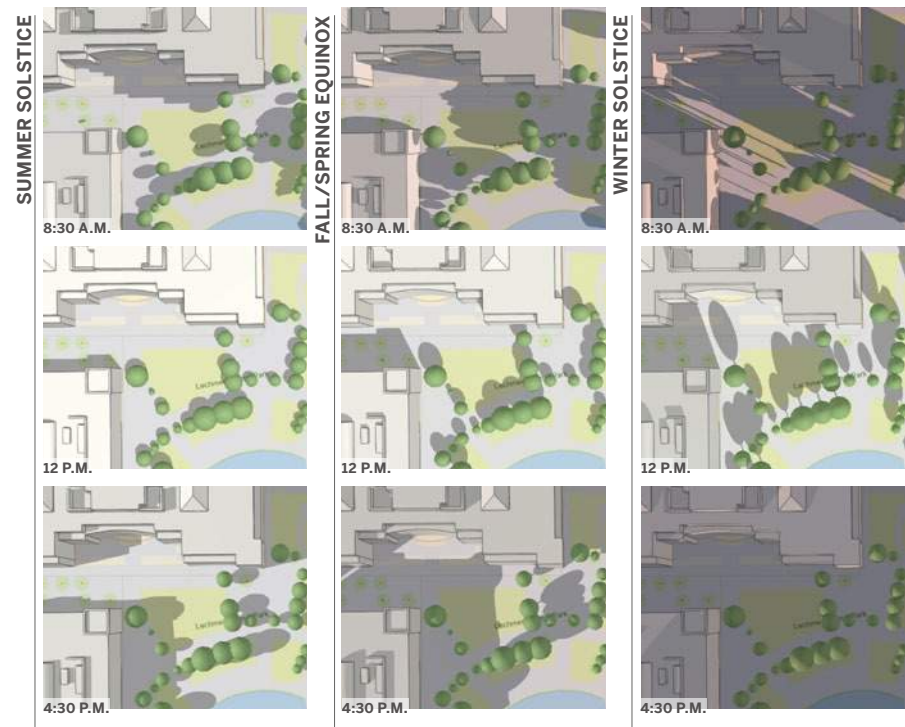 SUMMER SOLSTICE
FALL/SPRING EQUINOX
WINTER SOLSTICE
8:30 A.M.
8:30 A.M.
8:30 A.M.
12 P.M.
12 P.M.
12 P.M.
4:30 P.M.
4:30 P.M.
4:30 P.M.